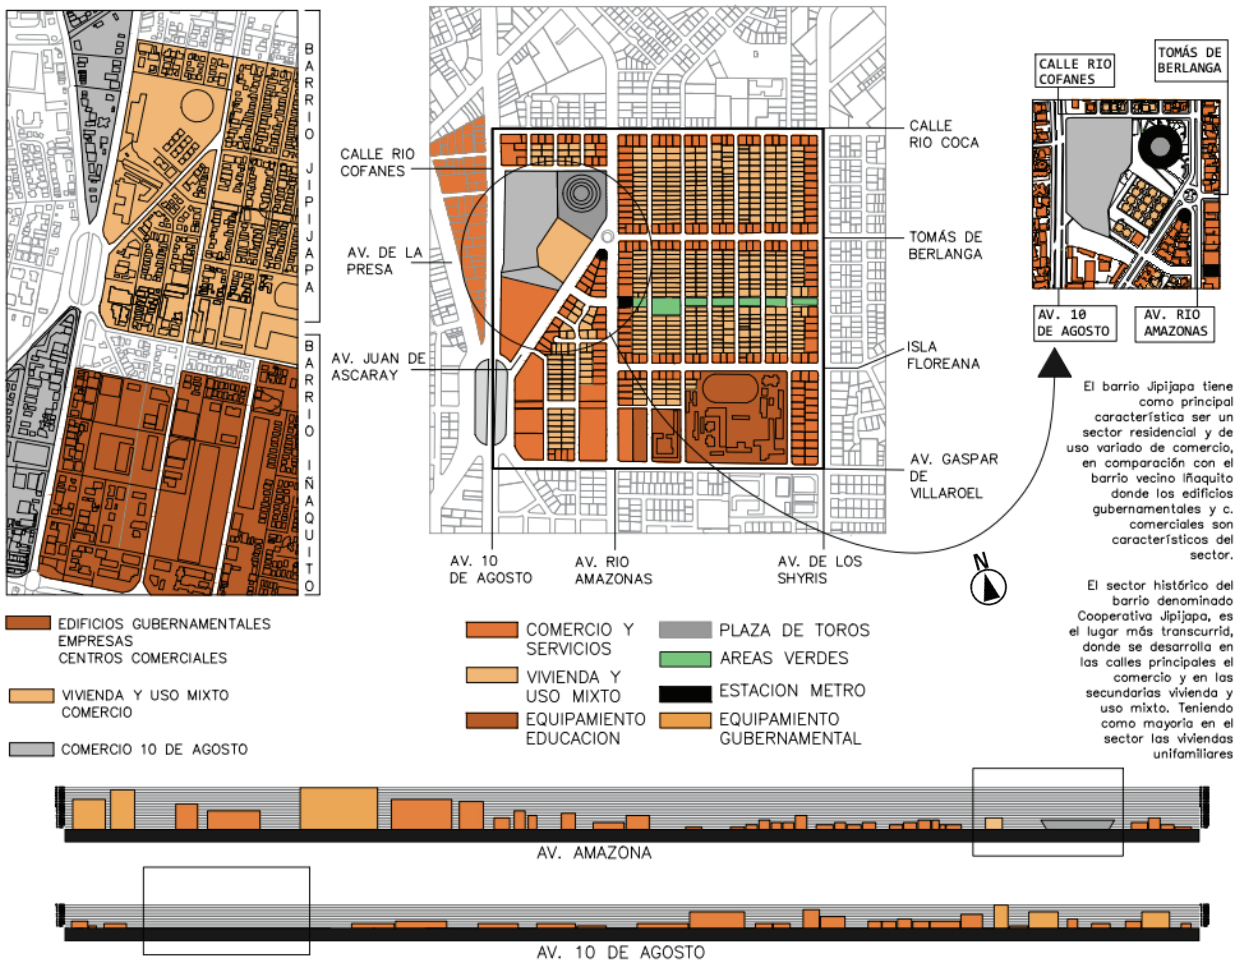 BARRIO JIPIJAPA
BARRIO IÑAQUITO
EDIFICIOS GUBERNAMENTALES
EMPRESAS
CENTROS COMERCIALES
VIVIENDA Y USO MIXTO
COMERCIO
COMERCIO 10 DE AGOSTO
CALLE RIO
COFANES
AV. DE LA
PRESA
AV. JUAN DE
ASCARAY
CALLE
RIO COCA
TOMÁS DE
BERLANGA
ISLA
FLOREANA
AV. GASPAR
DE
VILLAROEL
AV. 10
DE AGOSTO
AV. RIO
AMAZONAS
AV. DE LOS
SHYRIS
N
COMERCIO Y
SERVICIOS
VIVIENDA Y
USO MIXTO
EQUIPAMIENTO
EDUCACION
PLAZA DE TOROS
AREAS VERDES
ESTACION METRO
EQUIPAMIENTO
GUBERNAMENTAL
CALLE RIO
COFANES
TOMÁS DE
BERLANGA
AV. 10
DE AGOSTO
AV. RIO
AMAZONAS
El barrio Jipijapa tiene
como principal
característica ser un
sector residencial y de
uso variado de comercio,
en comparación con el
barrio vecino Iñaquito
donde los edificios
gubernamentales y c.
comerciales son
característicos del
sector.
El sector histórico del
barrio denominado
Cooperativa Jipijapa, es
el lugar más transcurrido,
donde se desarrolla en
las calles principales el
comercio y en las
secundarias vivienda y
uso mixto. Teniendo
como mayoria en el
sector las viviendas
unifamiliares
AV. AMAZONA
AV. 10 DE AGOSTO